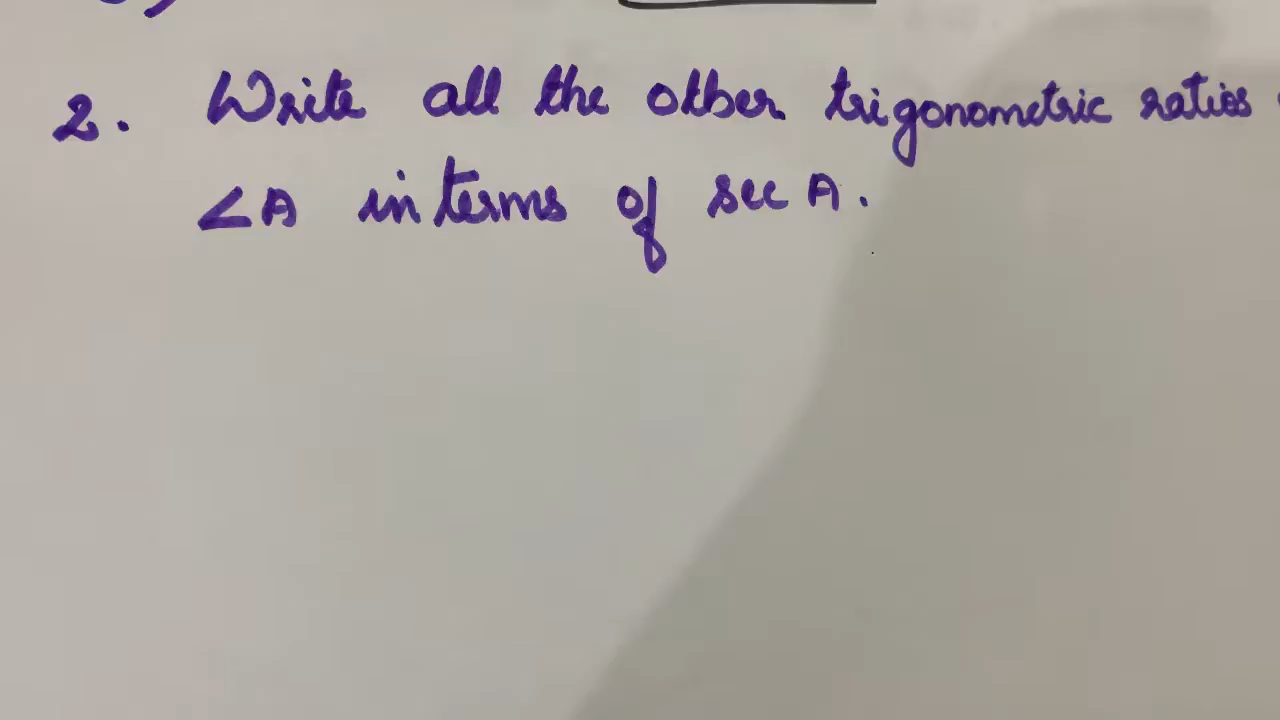 2. Write all the other trigonometric ratios
∠A in terms of sec A.